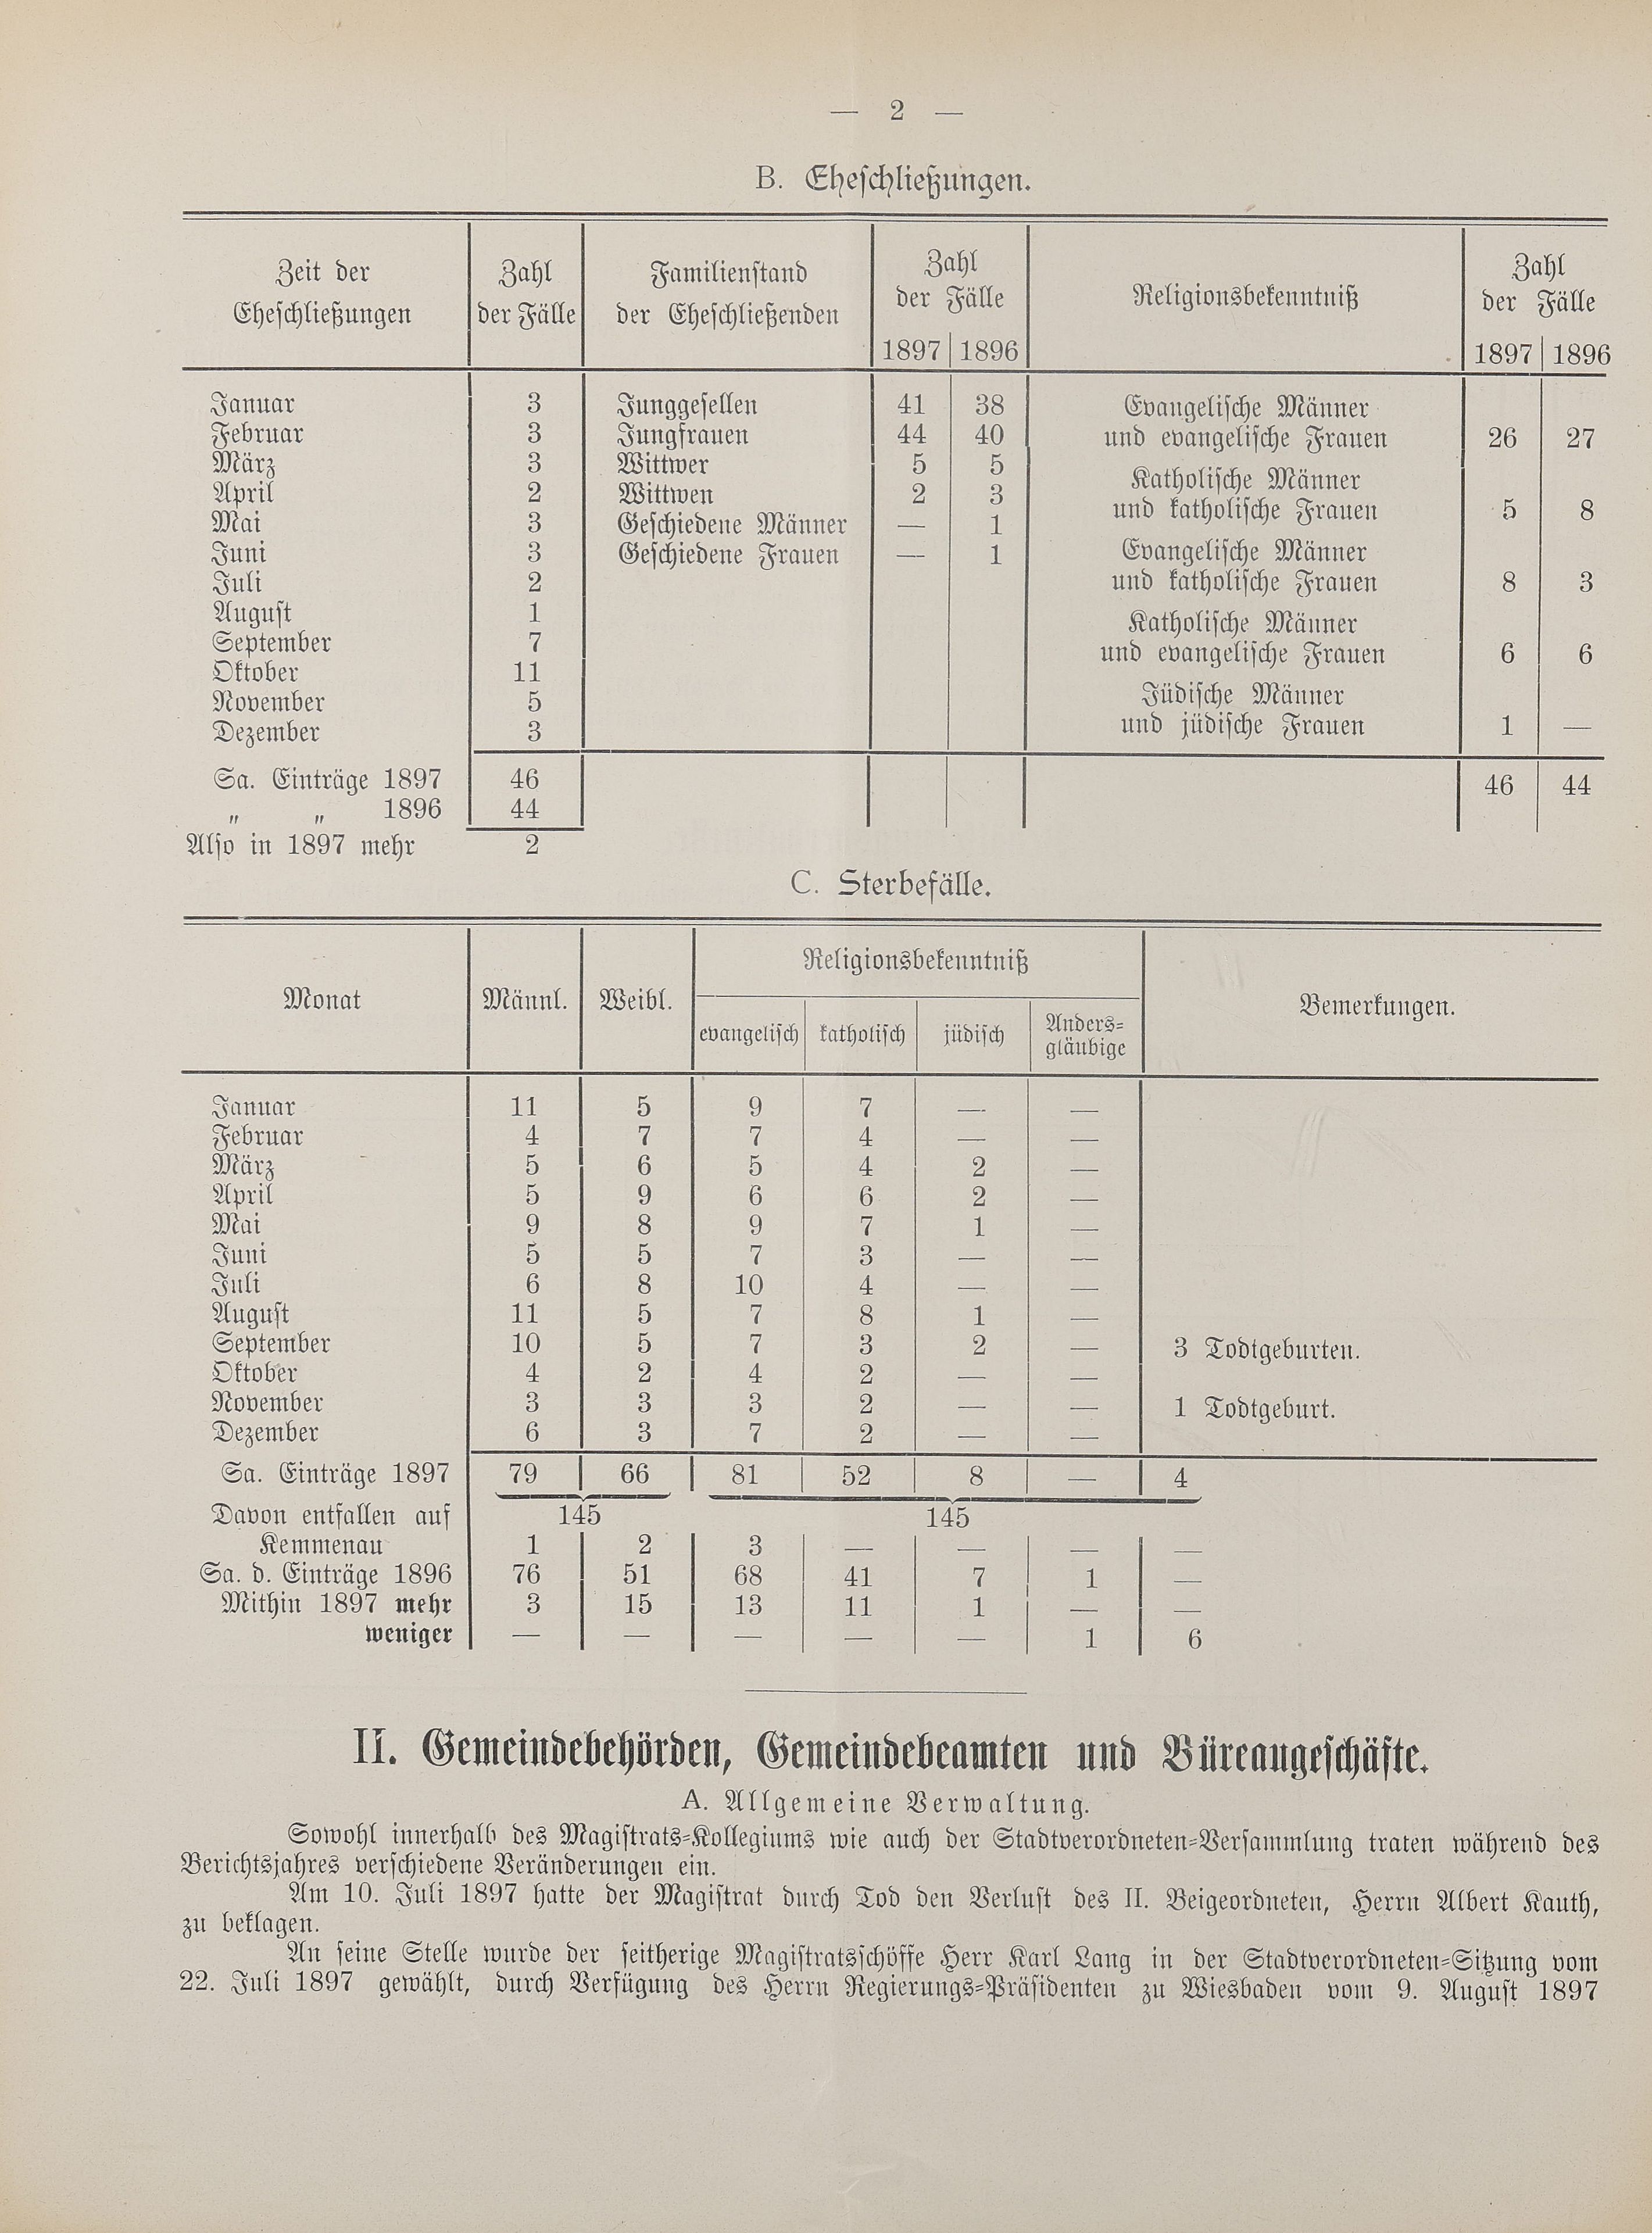 — 2 —
B. Eheschließungen.
Zeit der Eheschließungen | Zahl der Fälle | Familienstand der Eheschließenden | Zahl der Fälle 1897 | 1896 | Religionsbekenntniß | Zahl der Fälle 1897 | 1896
Januar 3 Junggesellen 41 38 Evangelische Männer
Februar 3 Jungfrauen 44 40 und evangelische Frauen 26 27
März 3 Wittwer 5 5 Katholische Männer
April 2 Wittwen 2 3 und katholische Frauen 5 8
Mai 3 Geschiedene Männer — 1
Juni 3 Geschiedene Frauen — 1 Evangelische Männer
Juli 2 und katholische Frauen 8 3
August 1 Katholische Männer
September 7 und evangelische Frauen 6 6
Oktober 11
November 5 Jüdische Männer
Dezember 3 und jüdische Frauen 1 —
Sa. Einträge 1897 46 46 44
„ „ 1896 44
Also in 1897 mehr 2
C. Sterbefälle.
Monat | Männl. | Weibl. | Religionsbekenntniß | Bemerkungen.
evangelisch | katholisch | jüdisch | Anders-
gläubige
Januar 11 5 9 7 — —
Februar 4 7 7 4 — —
März 5 6 5 4 2 —
April 5 9 6 6 2 —
Mai 9 8 9 7 1 —
Juni 5 5 7 3 — —
Juli 6 8 10 4 — —
August 11 5 7 8 1 —
September 10 5 7 3 2 — 3 Todtgeburten.
Oktober 4 2 4 2 — —
November 3 3 3 2 — — 1 Todtgeburt.
Dezember 6 3 7 2 — —
Sa. Einträge 1897 79 66 81 52 8 — 4
Davon entfallen auf 145 145
Kemmenau 1 2 3 — — — —
Sa. d. Einträge 1896 76 51 68 41 7 1 —
Mithin 1897 mehr 3 15 13 11 1 — —
weniger — — — — — 1 6
II. Gemeindebehörden, Gemeindebeamten und Büreaugeschäfte.
A. Allgemeine Verwaltung.
Sowohl innerhalb des Magistrats-Kollegiums wie auch der Stadtverordneten-Versammlung traten während des
Berichtsjahres verschiedene Veränderungen ein.
Am 10. Juli 1897 hatte der Magistrat durch Tod den Verlust des II. Beigeordneten, Herrn Albert Kauth,
zu beklagen.
An seine Stelle wurde der seitherige Magistratsschöffe Herr Karl Lang in der Stadtverordneten-Sitzung vom
22. Juli 1897 gewählt, durch Verfügung des Herrn Regierungs-Präsidenten zu Wiesbaden vom 9. August 1897